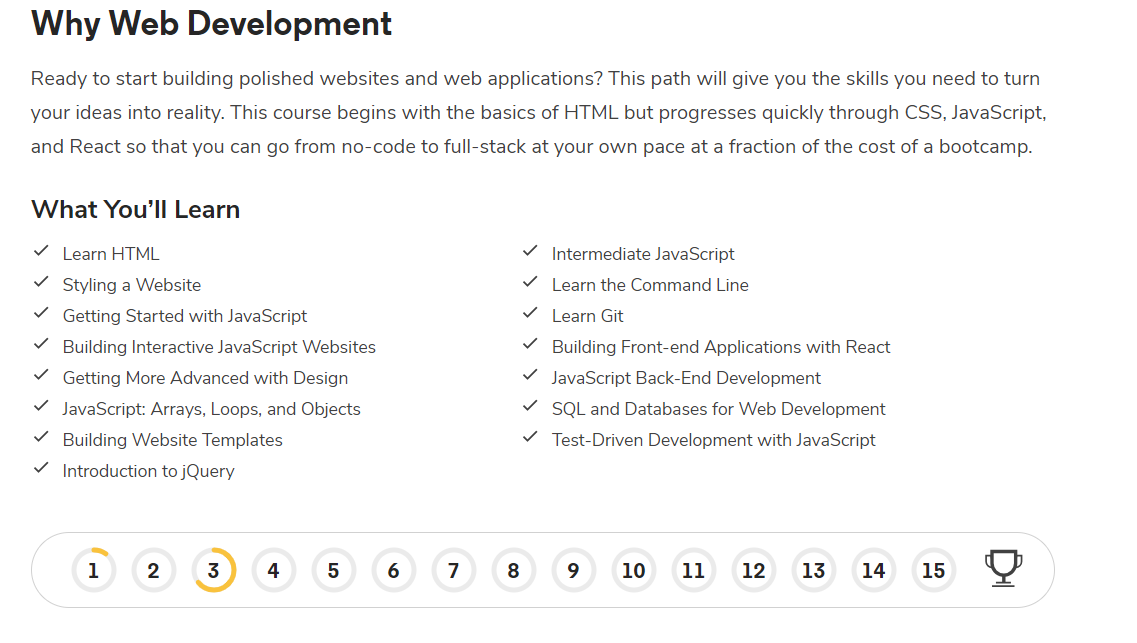 Why Web Development
Ready to start building polished websites and web applications? This path will give you the skills you need to turn
your ideas into reality. This course begins with the basics of HTML but progresses quickly through CSS, JavaScript,
and React so that you can go from no-code to full-stack at your own pace at a fraction of the cost of a bootcamp.
What You’ll Learn
Learn HTML
Styling a Website
Getting Started with JavaScript
Building Interactive JavaScript Websites
Getting More Advanced with Design
JavaScript: Arrays, Loops, and Objects
Building Website Templates
Introduction to jQuery
Intermediate JavaScript
Learn the Command Line
Learn Git
Building Front-end Applications with React
JavaScript Back-End Development
SQL and Databases for Web Development
Test-Driven Development with JavaScript
1 2 3 4 5 6 7 8 9 10 11 12 13 14 15